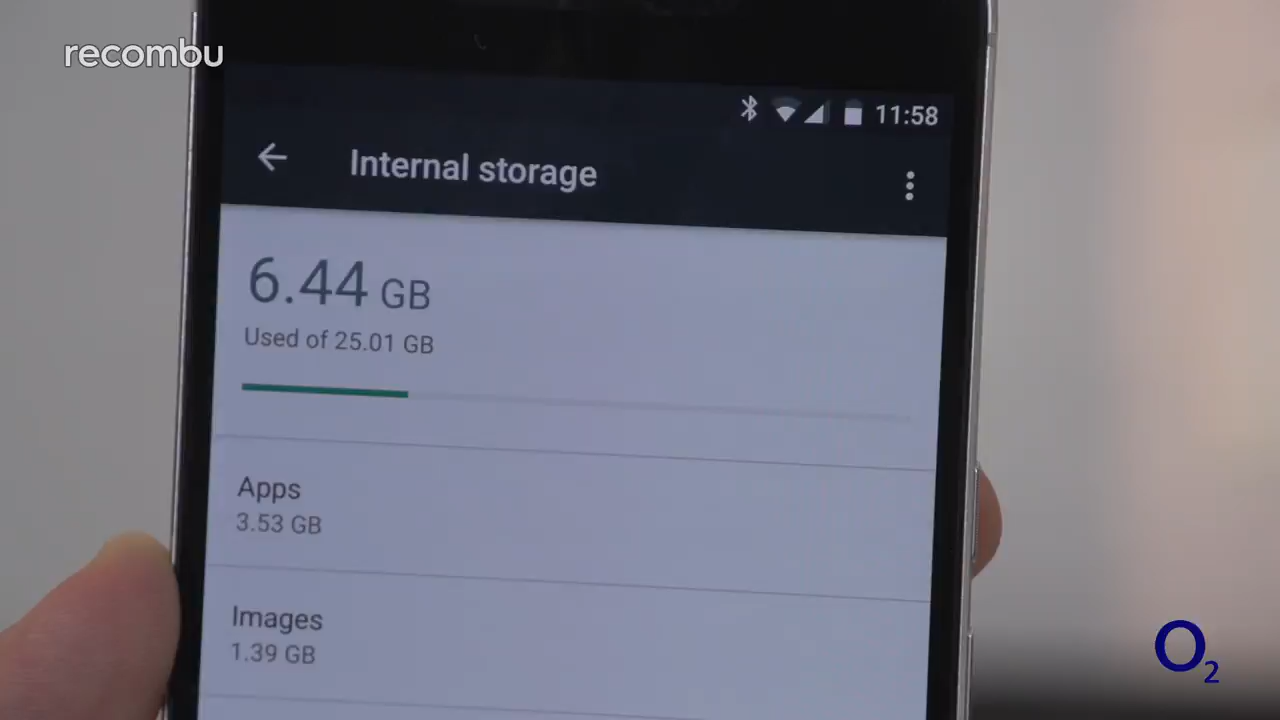 recombu
11:58
Internal storage
6.44 GB
Used of 25.01 GB
Apps
3.53 GB
Images
1.39 GB
O2